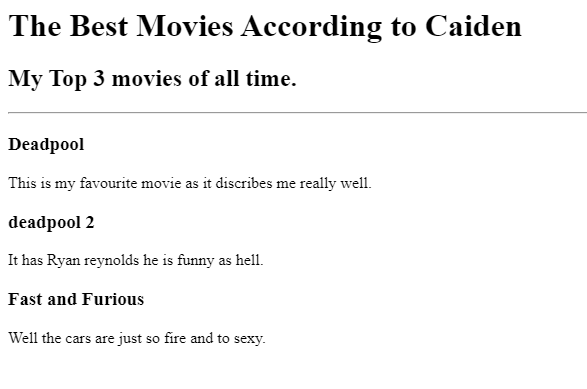 The Best Movies According to Caiden
My Top 3 movies of all time.
Deadpool
This is my favourite movie as it discribes me really well.
deadpool 2
It has Ryan reynolds he is funny as hell.
Fast and Furious
Well the cars are just so fire and to sexy.